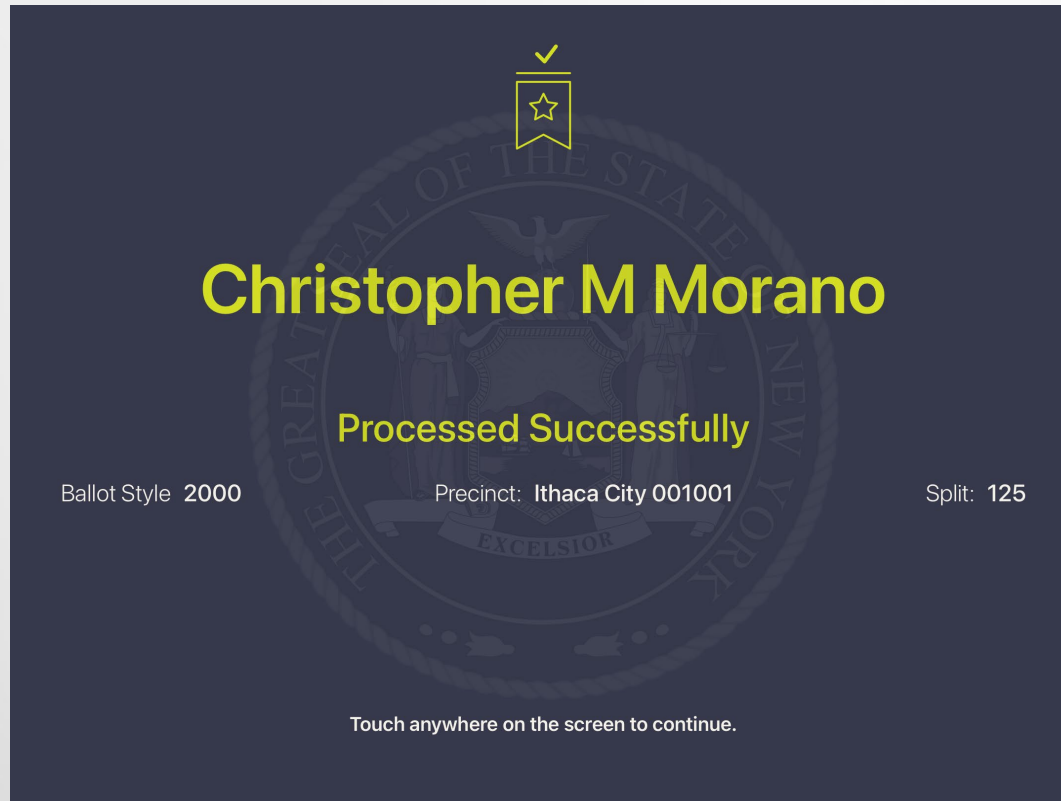 THE GREAT SEAL OF THE STATE OF NEW YORK
Christopher M Morano
Processed Successfully
Ballot Style 2000
Precinct: Ithaca City 001001
Split: 125
EXCELSIOR
Touch anywhere on the screen to continue.